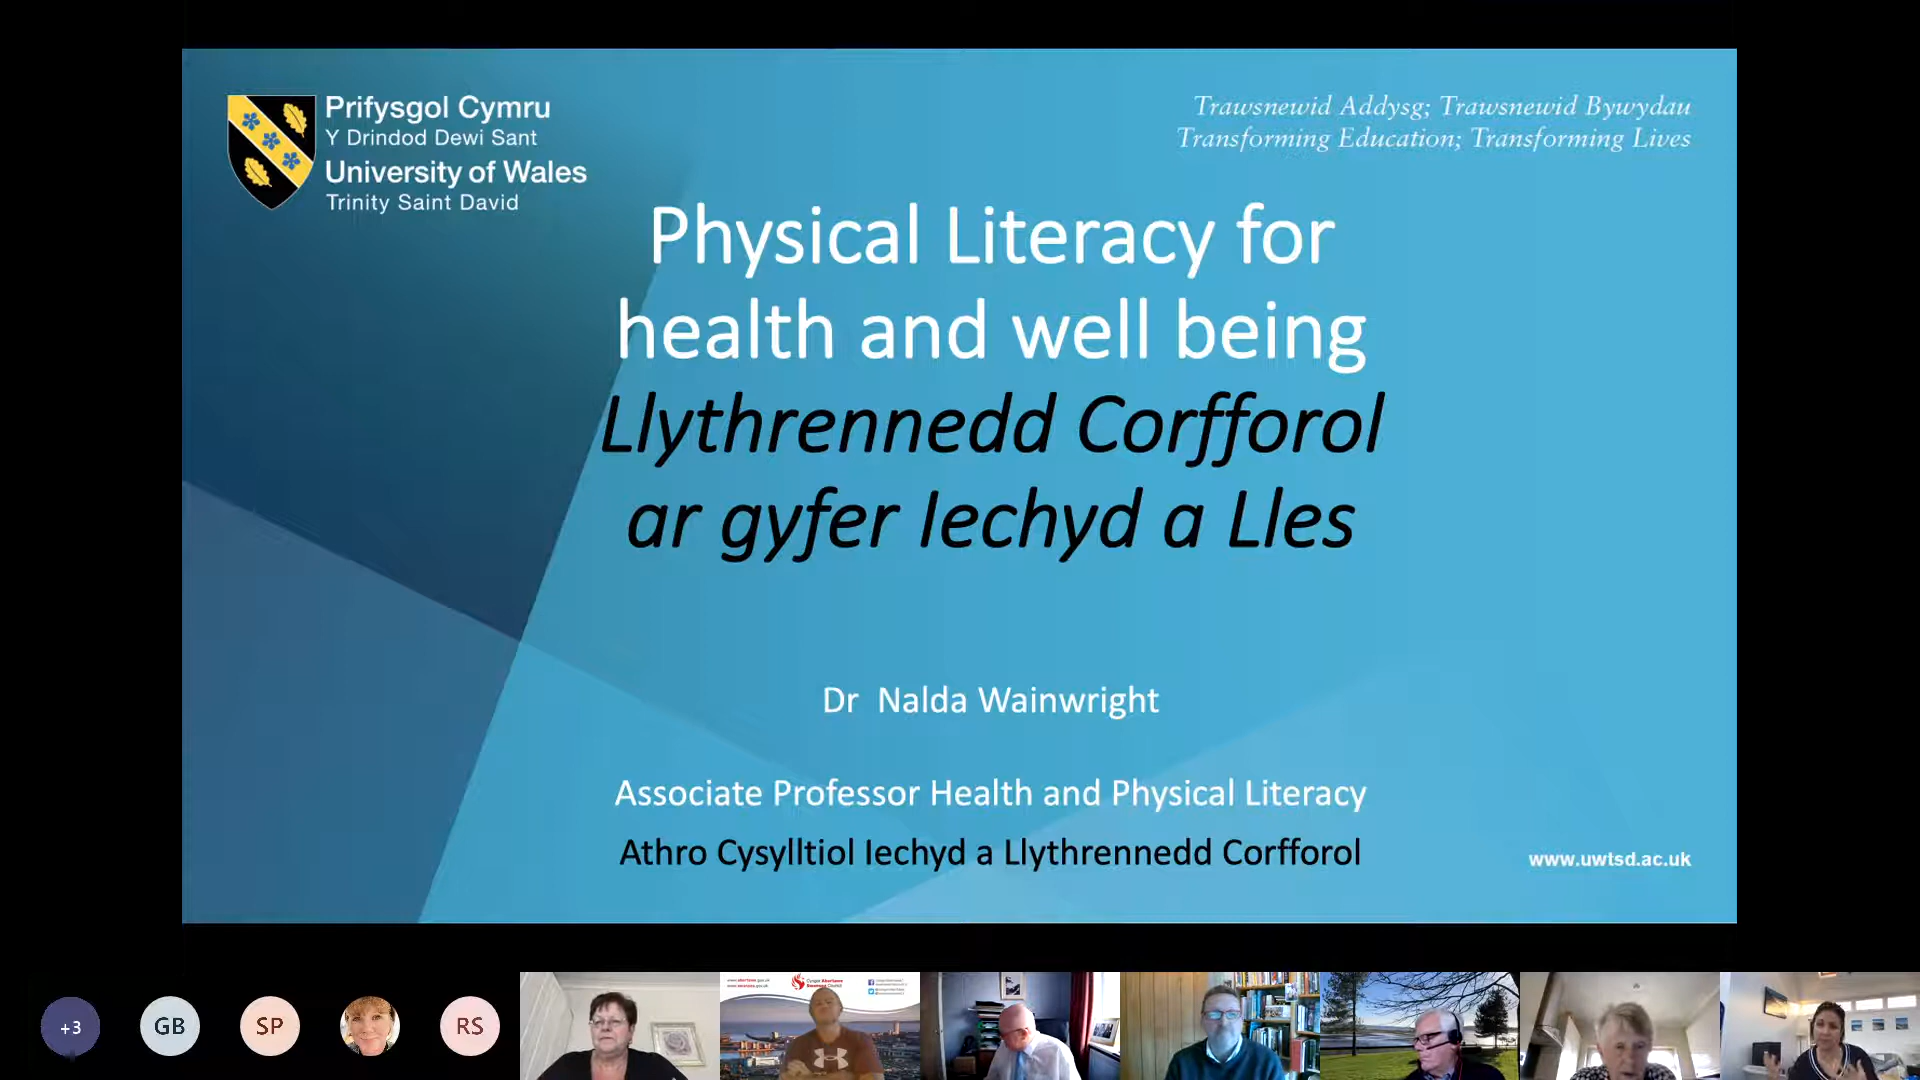 Prifysgol Cymru
Y Drindod Dewi Sant
University of Wales
Trinity Saint David
Trawsnewid Addysg; Trawsnewid Bywydau
Transforming Education; Transforming Lives
Physical Literacy for
health and well being
Llythrennedd Corfforol
ar gyfer Iechyd a Lles
Dr Nalda Wainwright
Associate Professor Health and Physical Literacy
Athro Cysylltiol Iechyd a Llythrennedd Corfforol
www.uwtsd.ac.uk
+3
GB
SP
RS